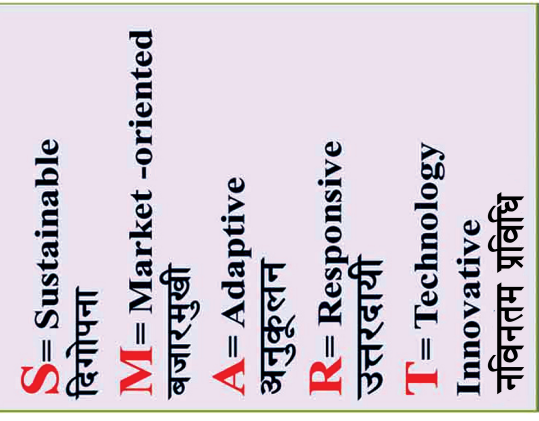 S= Sustainable
दिगोपना
M= Market -oriented
बजारमुखी
A= Adaptive
अनुकूलन
R= Responsive
उत्तरदायी
T= Technology
Innovative
नविनतम प्रविधि